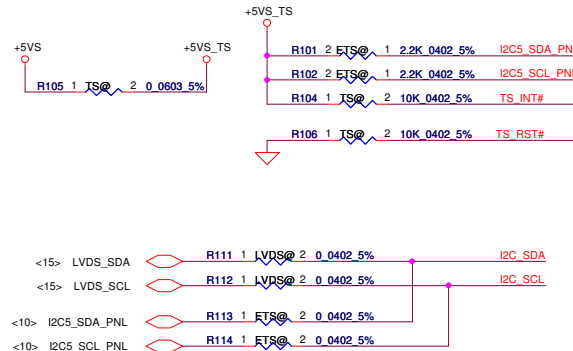 +5VS_TS
+5VS
+5VS_TS
R101 2 ETS@ 1 2.2K_0402_5% I2C5_SDA_PNL
R102 2 ETS@ 1 2.2K_0402_5% I2C5_SCL_PNL
R105 1 TS@ 2 0_0603_5%
R104 1 TS@ 2 10K_0402_5% TS_INT#
R106 1 TS@ 2 10K_0402_5% TS_RST#
<15> LVDS_SDA R111 1 LVDS@ 2 0_0402_5% I2C_SDA
<15> LVDS_SCL R112 1 LVDS@ 2 0_0402_5% I2C_SCL
<10> I2C5_SDA_PNL R113 1 ETS@ 2 0_0402_5%
<10> I2C5_SCL_PNL R114 1 ETS@ 2 0_0402_5%